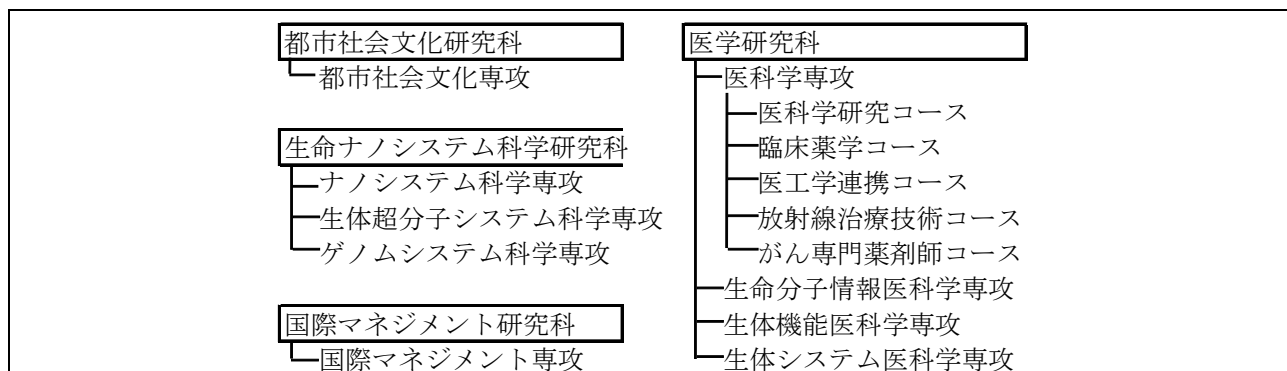 都市社会文化研究科
都市社会文化専攻
生命ナノシステム科学研究科
ナノシステム科学専攻
生体超分子システム科学専攻
ゲノムシステム科学専攻
国際マネジメント研究科
国際マネジメント専攻
医学研究科
医科学専攻
医科学研究コース
臨床薬学コース
医工学連携コース
放射線治療技術コース
がん専門薬剤師コース
生命分子情報医科学専攻
生体機能医科学専攻
生体システム医科学専攻